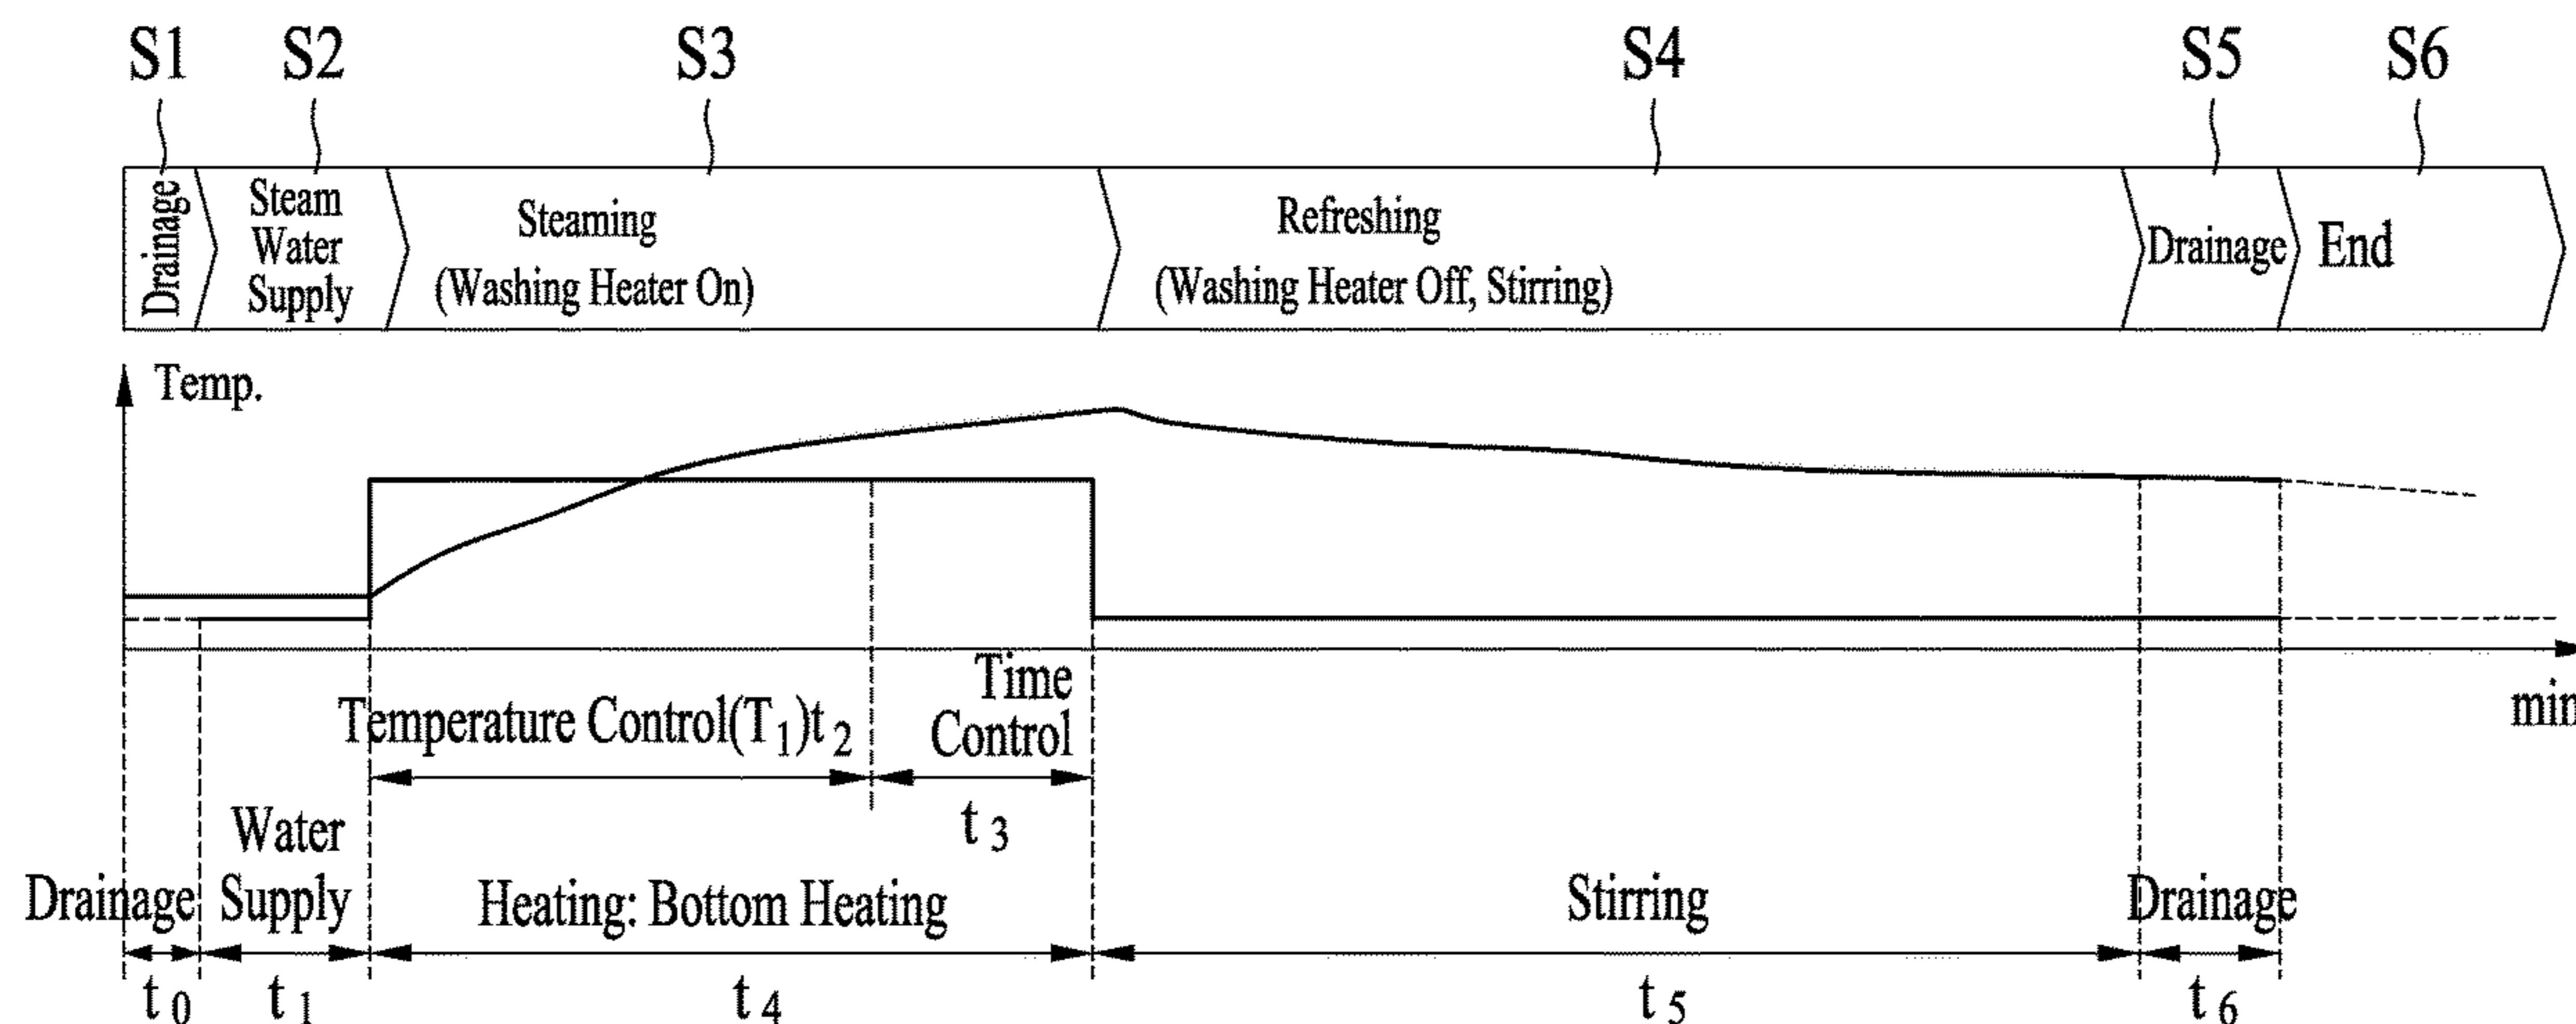 S1 S2 S3 S4 S5 S6
Drainage
Steam
Water
Supply
Steaming
(Washing Heater On)
Refreshing
(Washing Heater Off, Stirring)
Drainage
End
Temp.
min
Temperature Control(T1)t2
Time
Control
t3
Drainage
Water
Supply
Heating: Bottom Heating
Stirring
Drainage
t0 t1 t4 t5 t6